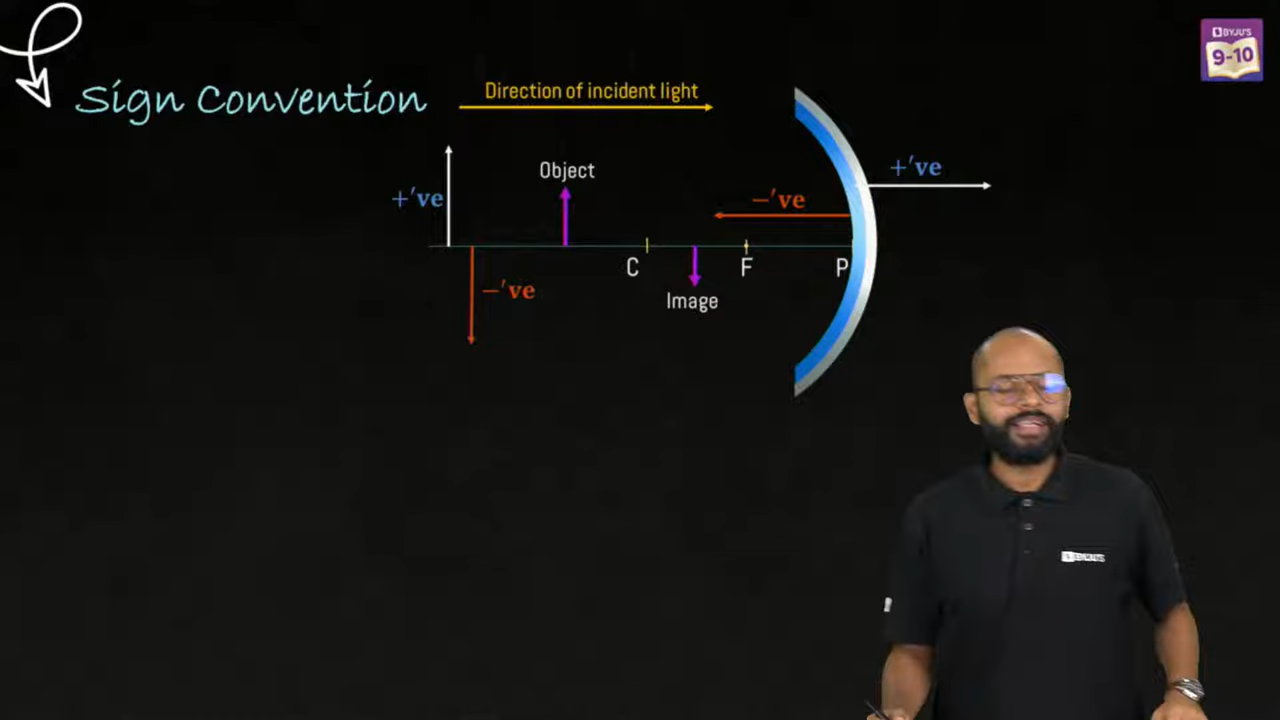 BYJU'S
9-10
Sign Convention
Direction of incident light
Object
+'ve
+'ve
−'ve
C
F
P
−'ve
Image